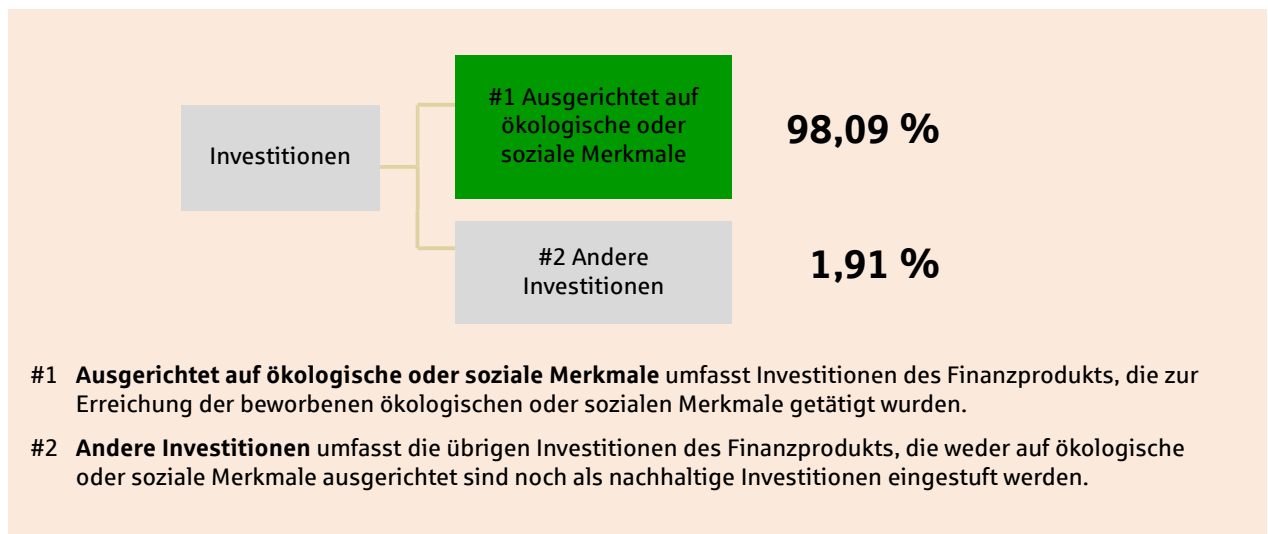 #1 Ausgerichtet auf
ökologische oder
soziale Merkmale
98,09 %
Investitionen
#2 Andere
Investitionen
1,91 %
#1 Ausgerichtet auf ökologische oder soziale Merkmale umfasst Investitionen des Finanzprodukts, die zur
Erreichung der beworbenen ökologischen oder sozialen Merkmale getätigt wurden.
#2 Andere Investitionen umfasst die übrigen Investitionen des Finanzprodukts, die weder auf ökologische
oder soziale Merkmale ausgerichtet sind noch als nachhaltige Investitionen eingestuft werden.